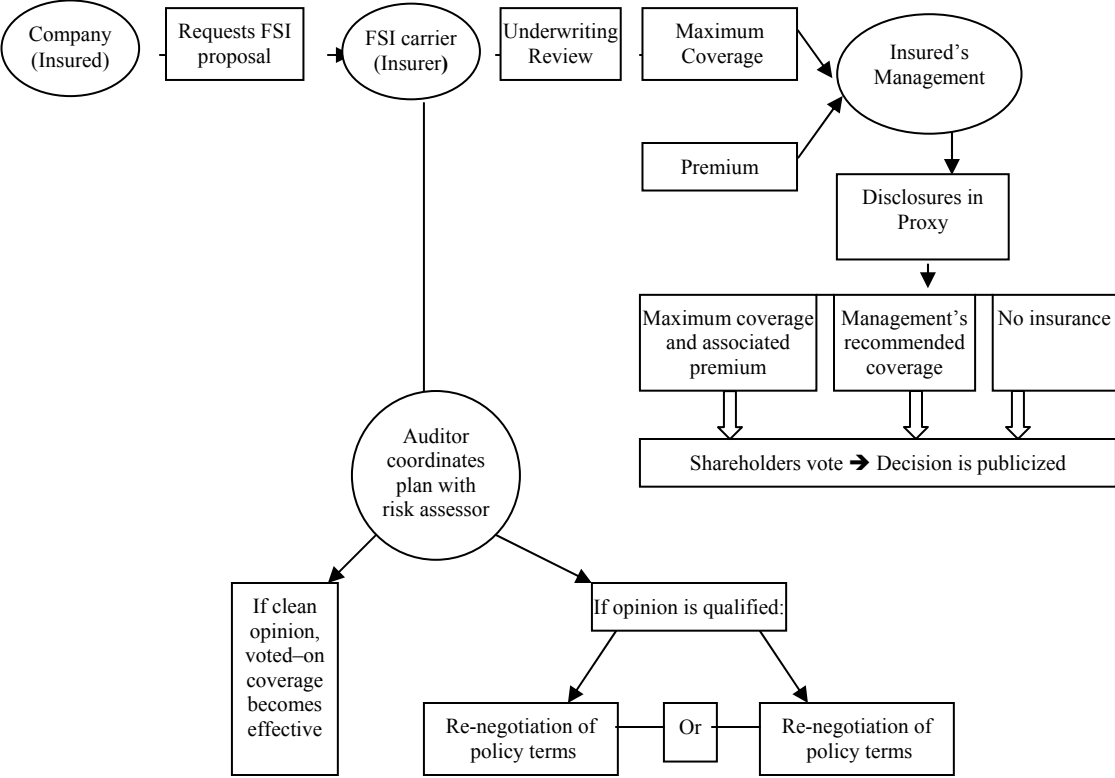 Company
(Insured)
Requests FSI
proposal
FSI carrier
(Insurer)
Underwriting
Review
Maximum
Coverage
Insured’s
Management
Premium
Disclosures in
Proxy
Maximum coverage
and associated
premium
Management’s
recommended
coverage
No insurance
Shareholders vote ➔ Decision is publicized
Auditor
coordinates
plan with
risk assessor
If clean
opinion,
voted–on
coverage
becomes
effective
If opinion is qualified:
Re-negotiation of
policy terms
Or
Re-negotiation of
policy terms